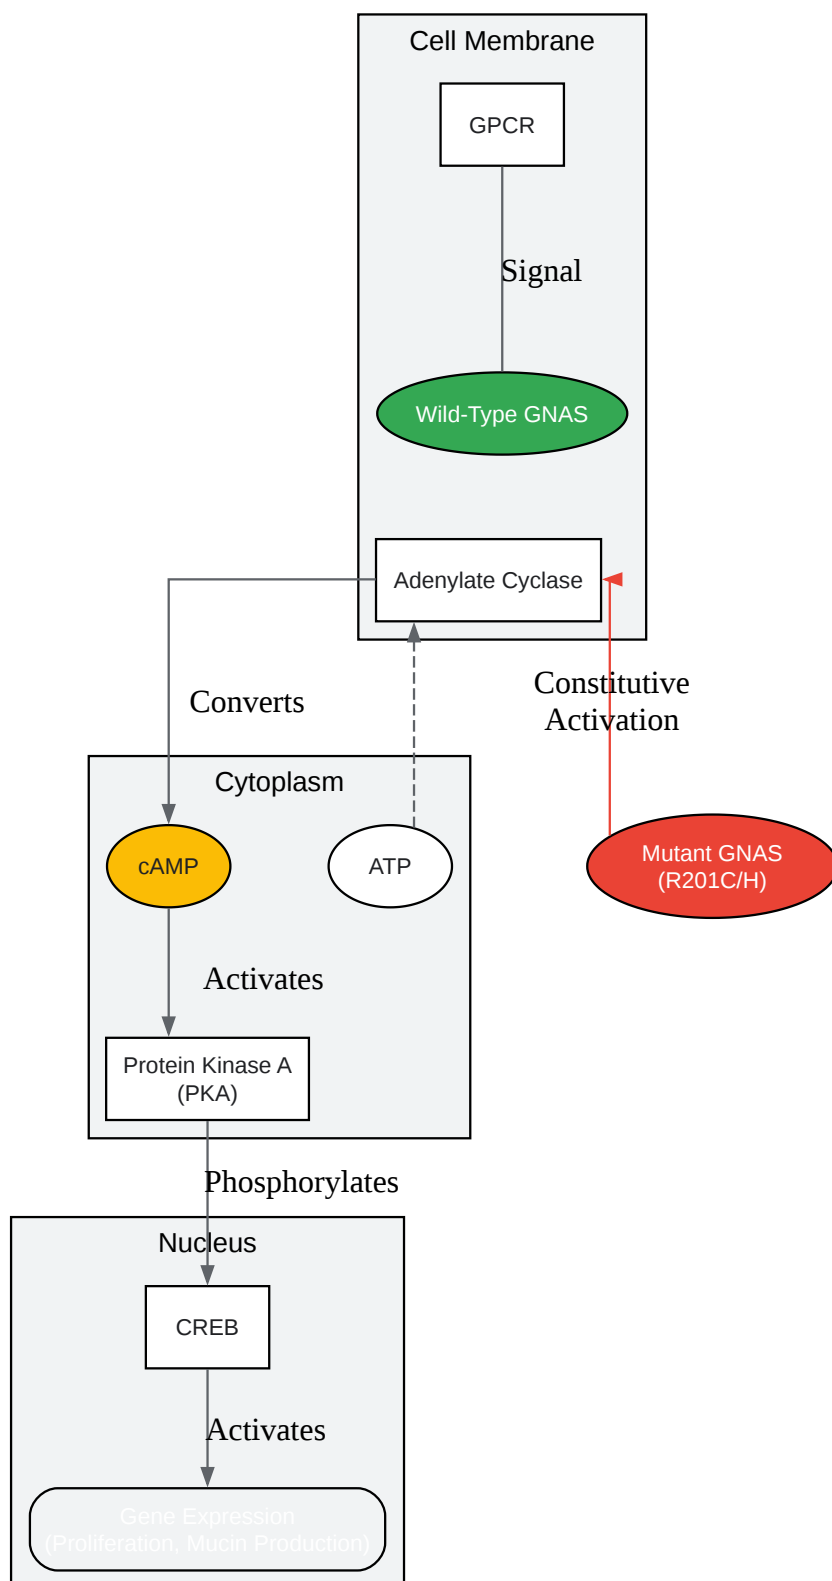 Cell Membrane
GPCR
Signal
Wild-Type GNAS
Adenylate Cyclase
Converts
Constitutive
Activation
Cytoplasm
cAMP
ATP
Mutant GNAS
(R201C/H)
Activates
Protein Kinase A
(PKA)
Phosphorylates
Nucleus
CREB
Activates
Gene Expression
(Proliferation, Mucin Production)